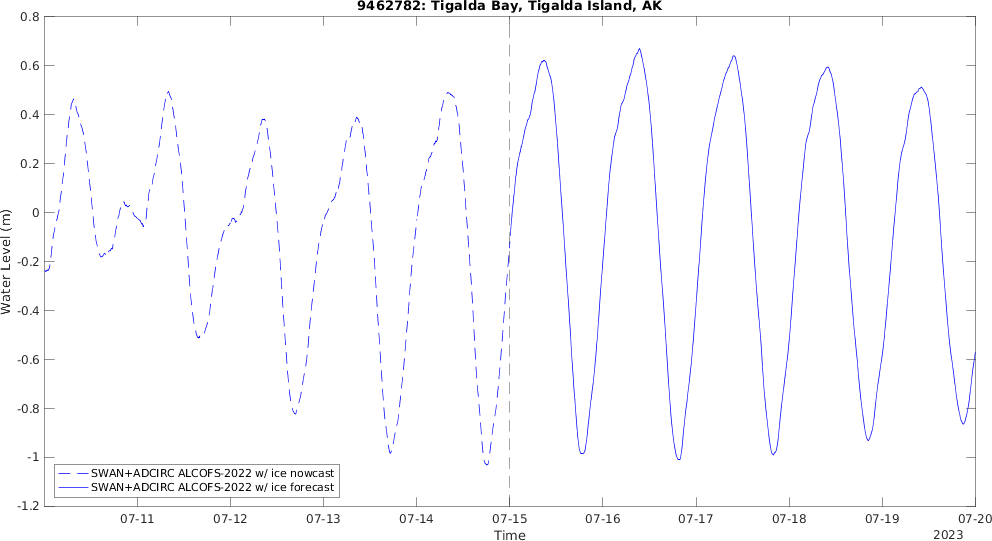 9462782: Tigalda Bay, Tigalda Island, AK
Water Level (m)
0.8
0.6
0.4
0.2
0
-0.2
-0.4
-0.6
-0.8
-1
-1.2
SWAN+ADCIRC ALCOFS-2022 w/ ice nowcast
SWAN+ADCIRC ALCOFS-2022 w/ ice forecast
07-11 07-12 07-13 07-14 07-15 07-16 07-17 07-18 07-19 07-20
Time
2023